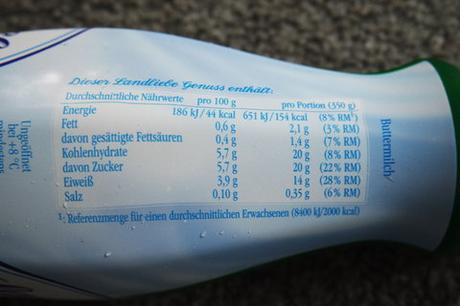 Dieser Landliebe Genuss enthält:
Durchschnittliche Nährwerte pro 100 g pro Portion (350 g)
Energie 186 kJ/44 kcal 651 kJ/154 kcal (8% RM¹)
Fett 0,6 g 2,1 g (3% RM)
davon gesättigte Fettsäuren 0,4 g 1,4 g (7% RM)
Kohlenhydrate 5,7 g 20 g (8% RM)
davon Zucker 5,7 g 20 g (22% RM)
Eiweiß 3,9 g 14 g (28% RM)
Salz 0,10 g 0,35 g (6% RM)
¹: Referenzmenge für einen durchschnittlichen Erwachsenen (8400 kJ/2000 kcal)
Buttermilch
Ungeöffnet
bei +8 °C
mindestens